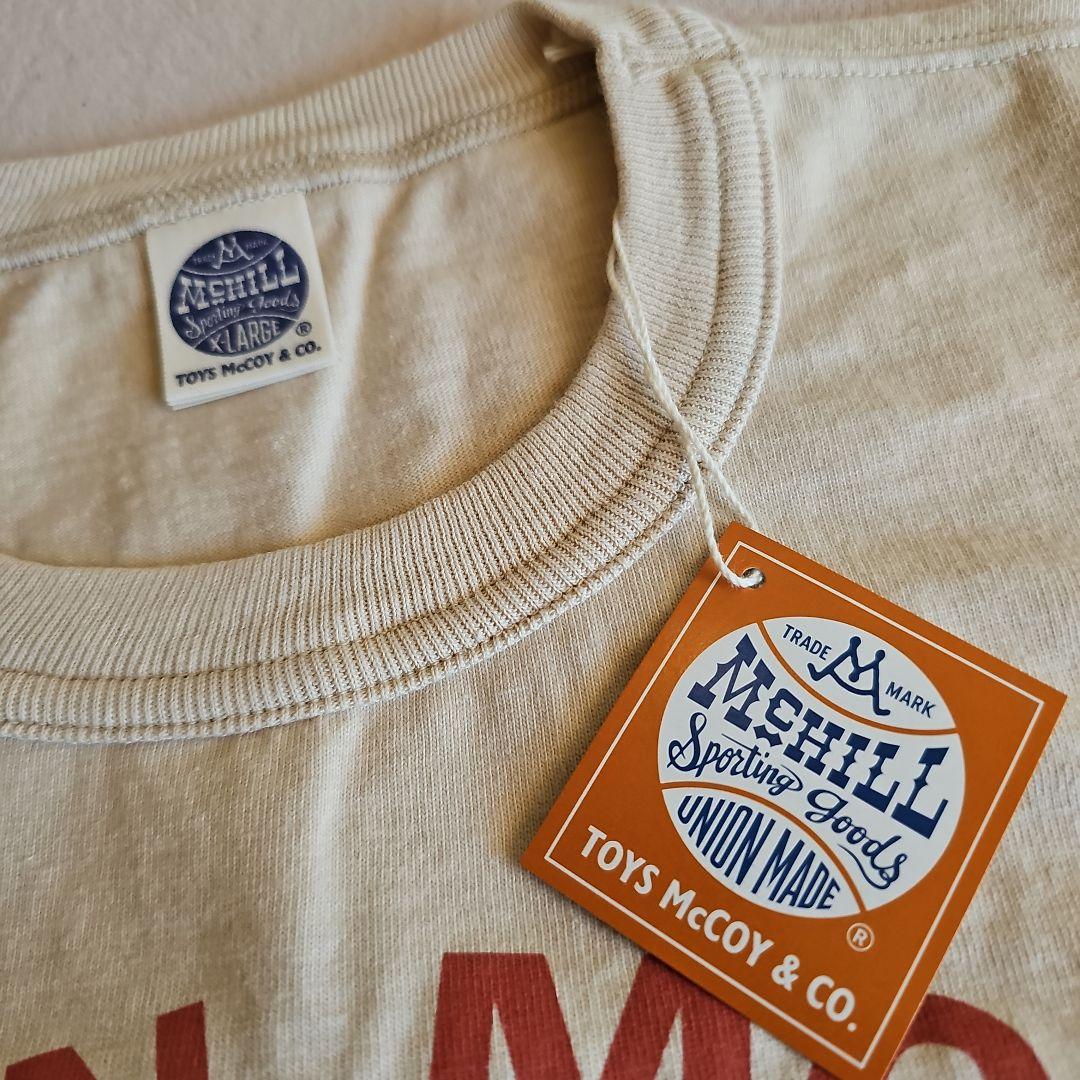 TRADE MARK
McHILL
Sporting Goods
X-LARGE ®
TOYS McCOY & CO.
TRADE MARK
McHILL
Sporting Goods
UNION MADE
®
TOYS McCOY & CO.